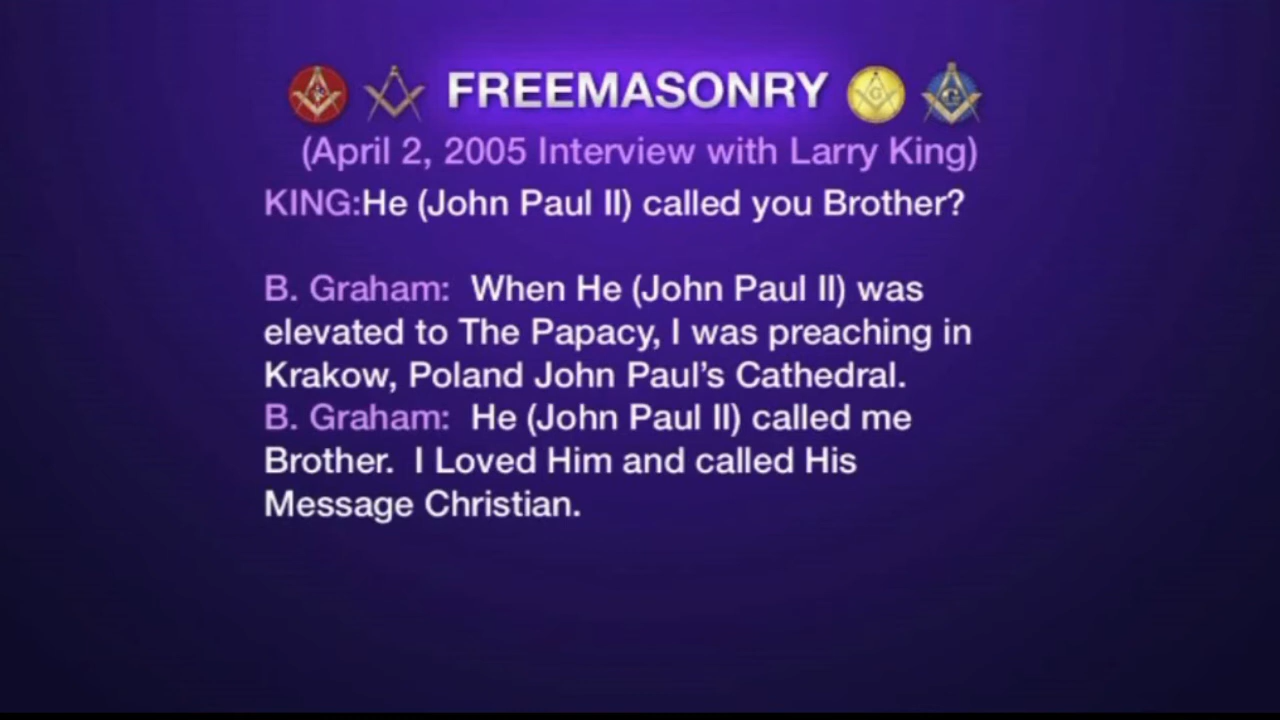 FREEMASONRY
(April 2, 2005 Interview with Larry King)
KING:He (John Paul II) called you Brother?
B. Graham: When He (John Paul II) was
elevated to The Papacy, I was preaching in
Krakow, Poland John Paul's Cathedral.
B. Graham: He (John Paul II) called me
Brother. I Loved Him and called His
Message Christian.